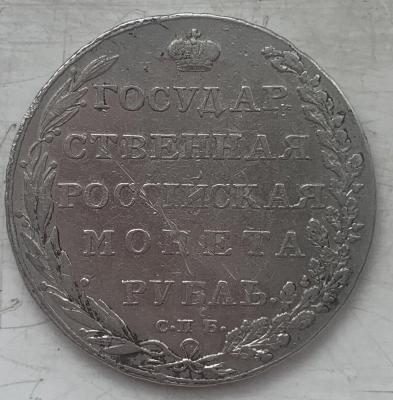 ГОСУДАР
СТВЕННАЯ
РОССІЙСКАЯ
МОНЕТА
РУБЛЬ.
С.П.Б.